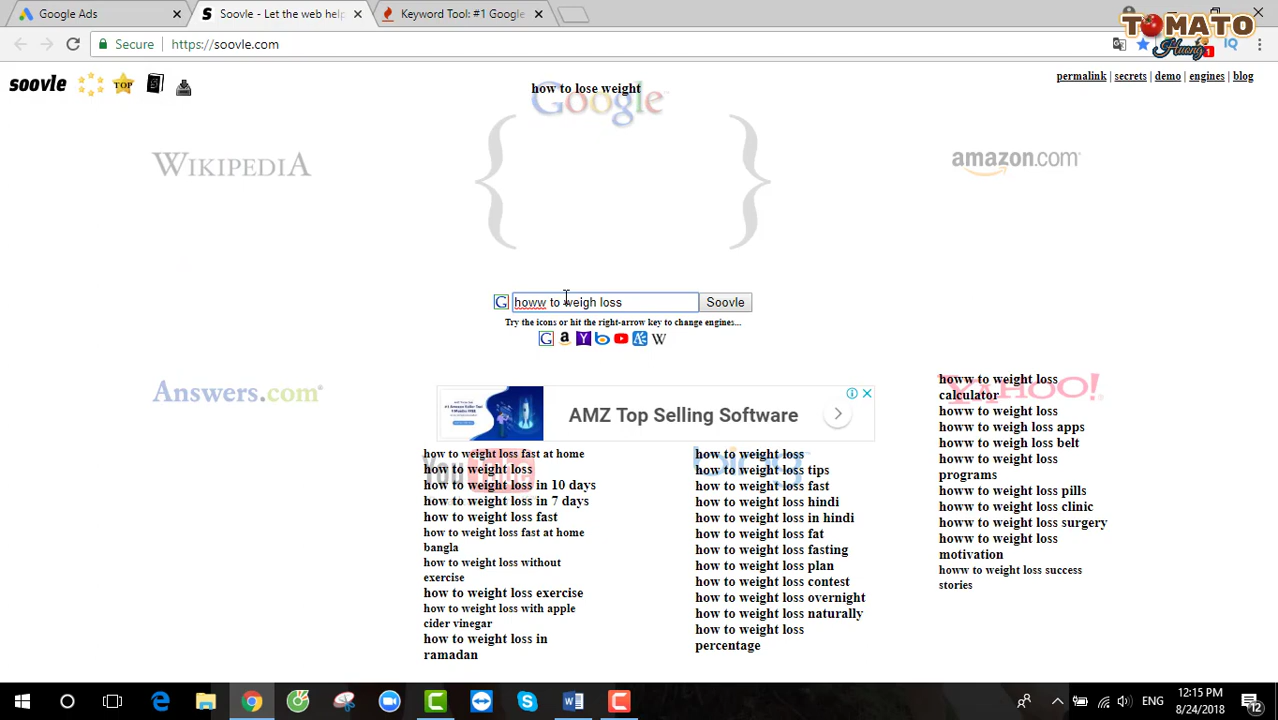 Google Ads
Soovle - Let the web help
Keyword Tool: #1 Google
TOMATO
Hương
Secure
https://soovle.com
1
soovle
TOP
permalink | secrets | demo | engines | blog
how to lose weight
Google
WIKIPEDIA
amazon.com
G
howw to weigh loss
Soovle
Try the icons or hit the right-arrow key to change engines...
Answers.com
AMZ Top Selling Software
YAHOO!
howw to weight loss
calculator
howw to weight loss
howw to weigh loss apps
howw to weigh loss belt
howw to weight loss
programs
howw to weight loss pills
howw to weight loss clinic
howw to weight loss surgery
howw to weight loss
motivation
howw to weight loss success
stories
You Tube
how to weight loss fast at home
how to weight loss
how to weight loss in 10 days
how to weight loss in 7 days
how to weight loss fast
how to weight loss fast at home
bangla
how to weight loss without
exercise
how to weight loss exercise
how to weight loss with apple
cider vinegar
how to weight loss in
ramadan
bing
how to weight loss
how to weight loss tips
how to weight loss fast
how to weight loss hindi
how to weight loss in hindi
how to weight loss fat
how to weight loss fasting
how to weight loss plan
how to weight loss contest
how to weight loss overnight
how to weight loss naturally
how to weight loss
percentage
ENG
12:15 PM
8/24/2018
12